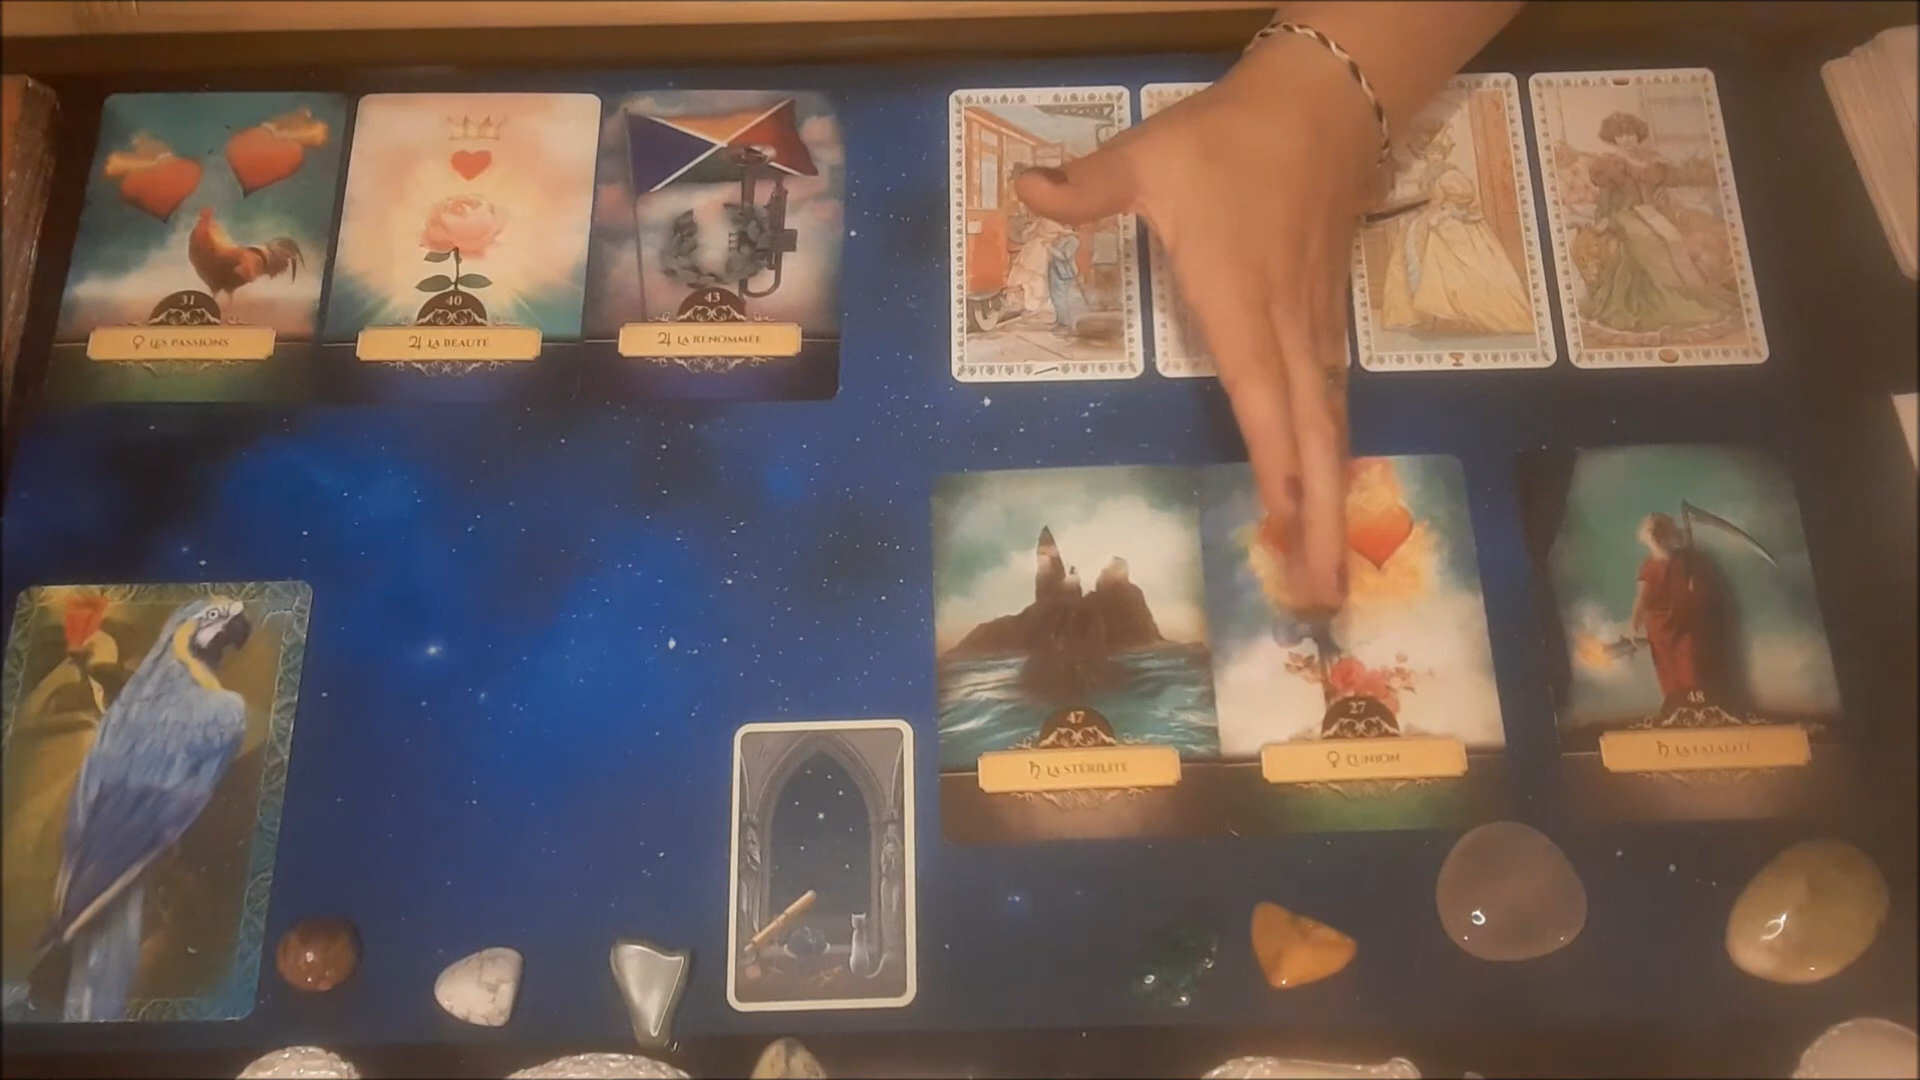 31
♀ LES PASSIONS
40
♃ LA BEAUTÉ
43
♃ LA RENOMMÉE
47
♄ LA STÉRILITÉ
27
♀ L'UNION
48
♄ LA FATALITÉ